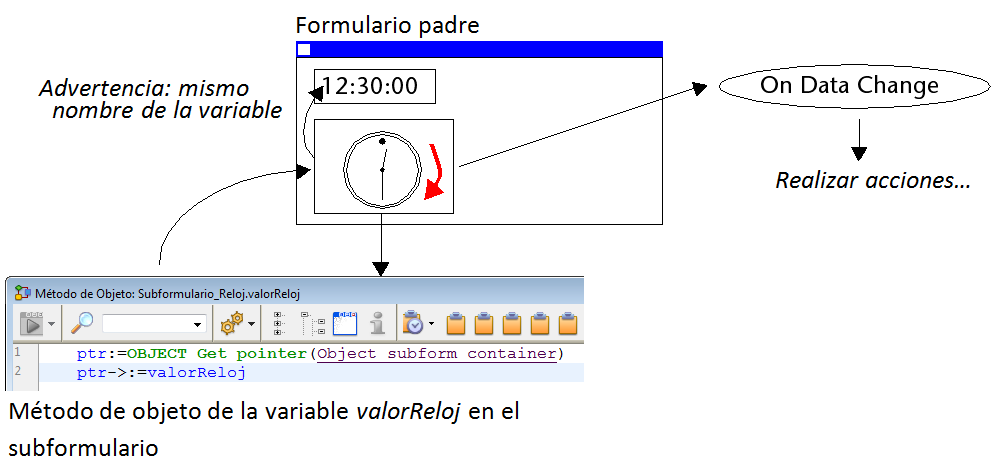 Formulario padre
12:30:00
Advertencia: mismo
nombre de la variable
On Data Change
Realizar acciones...
Método de Objeto: Subformulario_Reloj.valorReloj
1 ptr:=OBJECT Get pointer(Object subform container)
2 ptr->:=valorReloj
Método de objeto de la variable valorReloj en el
subformulario